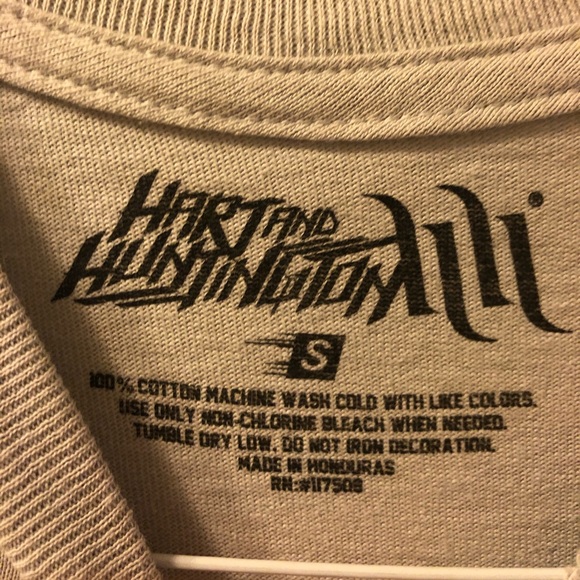 HART AND
HUNTINGTON
®
S
100% COTTON MACHINE WASH COLD WITH LIKE COLORS.
USE ONLY NON-CHLORINE BLEACH WHEN NEEDED.
TUMBLE DRY LOW. DO NOT IRON DECORATION.
MADE IN HONDURAS
RN:#117508